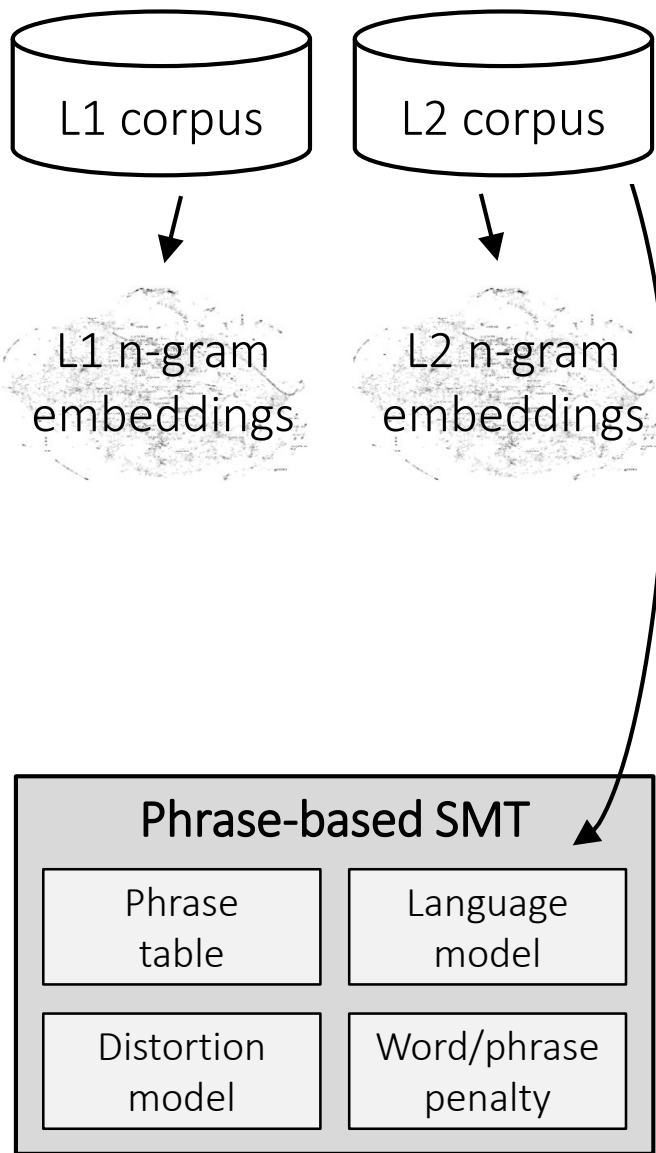 L1 corpus
L2 corpus
L1 n-gram
embeddings
L2 n-gram
embeddings
Phrase-based SMT
Phrase
table
Language
model
Distortion
model
Word/phrase
penalty